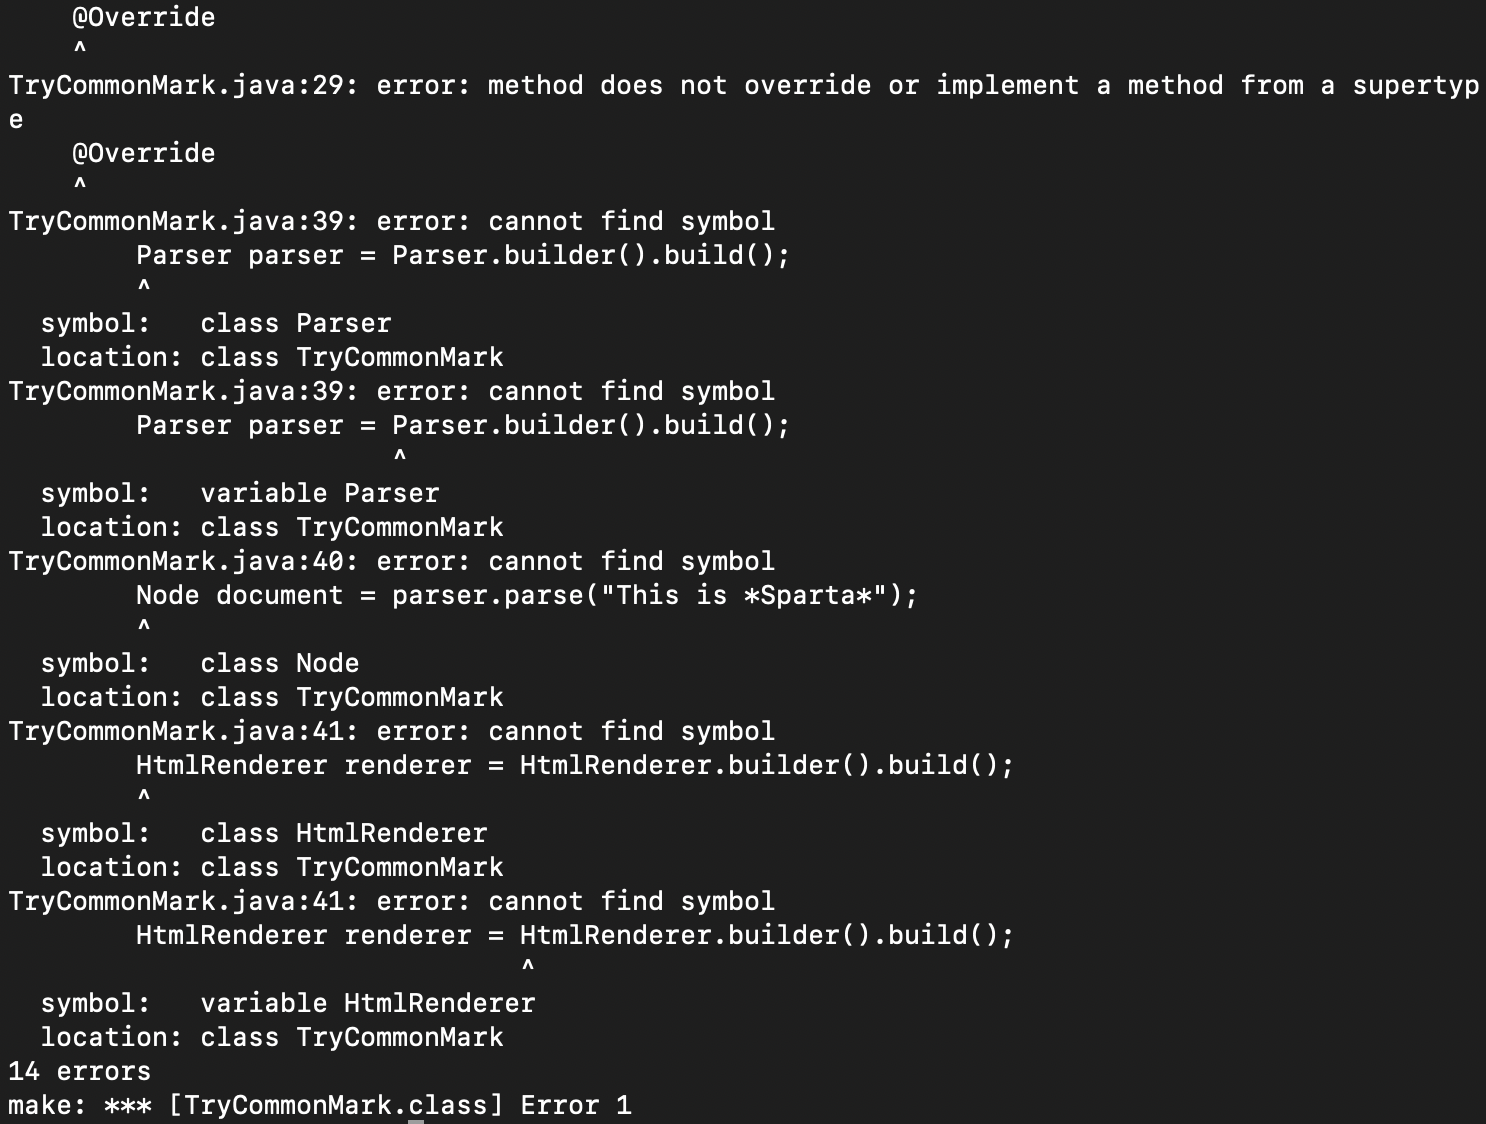 @Override
    ^
TryCommonMark.java:29: error: method does not override or implement a method from a supertyp
e
    @Override
    ^
TryCommonMark.java:39: error: cannot find symbol
        Parser parser = Parser.builder().build();
        ^
  symbol:   class Parser
  location: class TryCommonMark
TryCommonMark.java:39: error: cannot find symbol
        Parser parser = Parser.builder().build();
                        ^
  symbol:   variable Parser
  location: class TryCommonMark
TryCommonMark.java:40: error: cannot find symbol
        Node document = parser.parse("This is *Sparta*");
        ^
  symbol:   class Node
  location: class TryCommonMark
TryCommonMark.java:41: error: cannot find symbol
        HtmlRenderer renderer = HtmlRenderer.builder().build();
        ^
  symbol:   class HtmlRenderer
  location: class TryCommonMark
TryCommonMark.java:41: error: cannot find symbol
        HtmlRenderer renderer = HtmlRenderer.builder().build();
                                ^
  symbol:   variable HtmlRenderer
  location: class TryCommonMark
14 errors
make: *** [TryCommonMark.class] Error 1